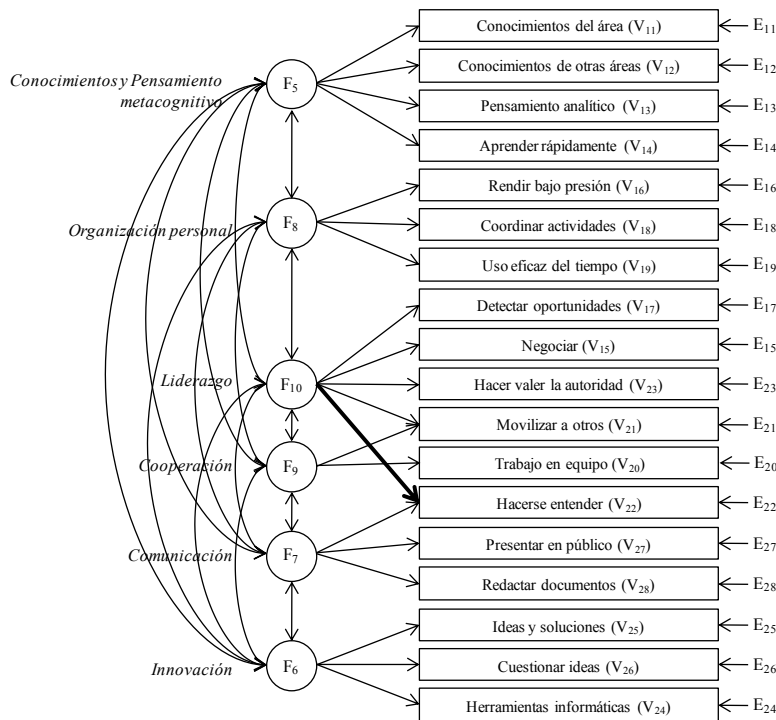 Conocimientos del área (V11)
E11
Conocimientos de otras áreas (V12)
E12
Conocimientos y Pensamiento
metacognitivo
F5
Pensamiento analítico (V13)
E13
Aprender rápidamente (V14)
E14
Rendir bajo presión (V16)
E16
Organización personal
F8
Coordinar actividades (V18)
E18
Uso eficaz del tiempo (V19)
E19
Detectar oportunidades (V17)
E17
Negociar (V15)
E15
Liderazgo
F10
Hacer valer la autoridad (V23)
E23
Movilizar a otros (V21)
E21
Cooperación
F9
Trabajo en equipo (V20)
E20
Hacerse entender (V22)
E22
Comunicación
F7
Presentar en público (V27)
E27
Redactar documentos (V28)
E28
Ideas y soluciones (V25)
E25
Innovación
F6
Cuestionar ideas (V26)
E26
Herramientas informáticas (V24)
E24